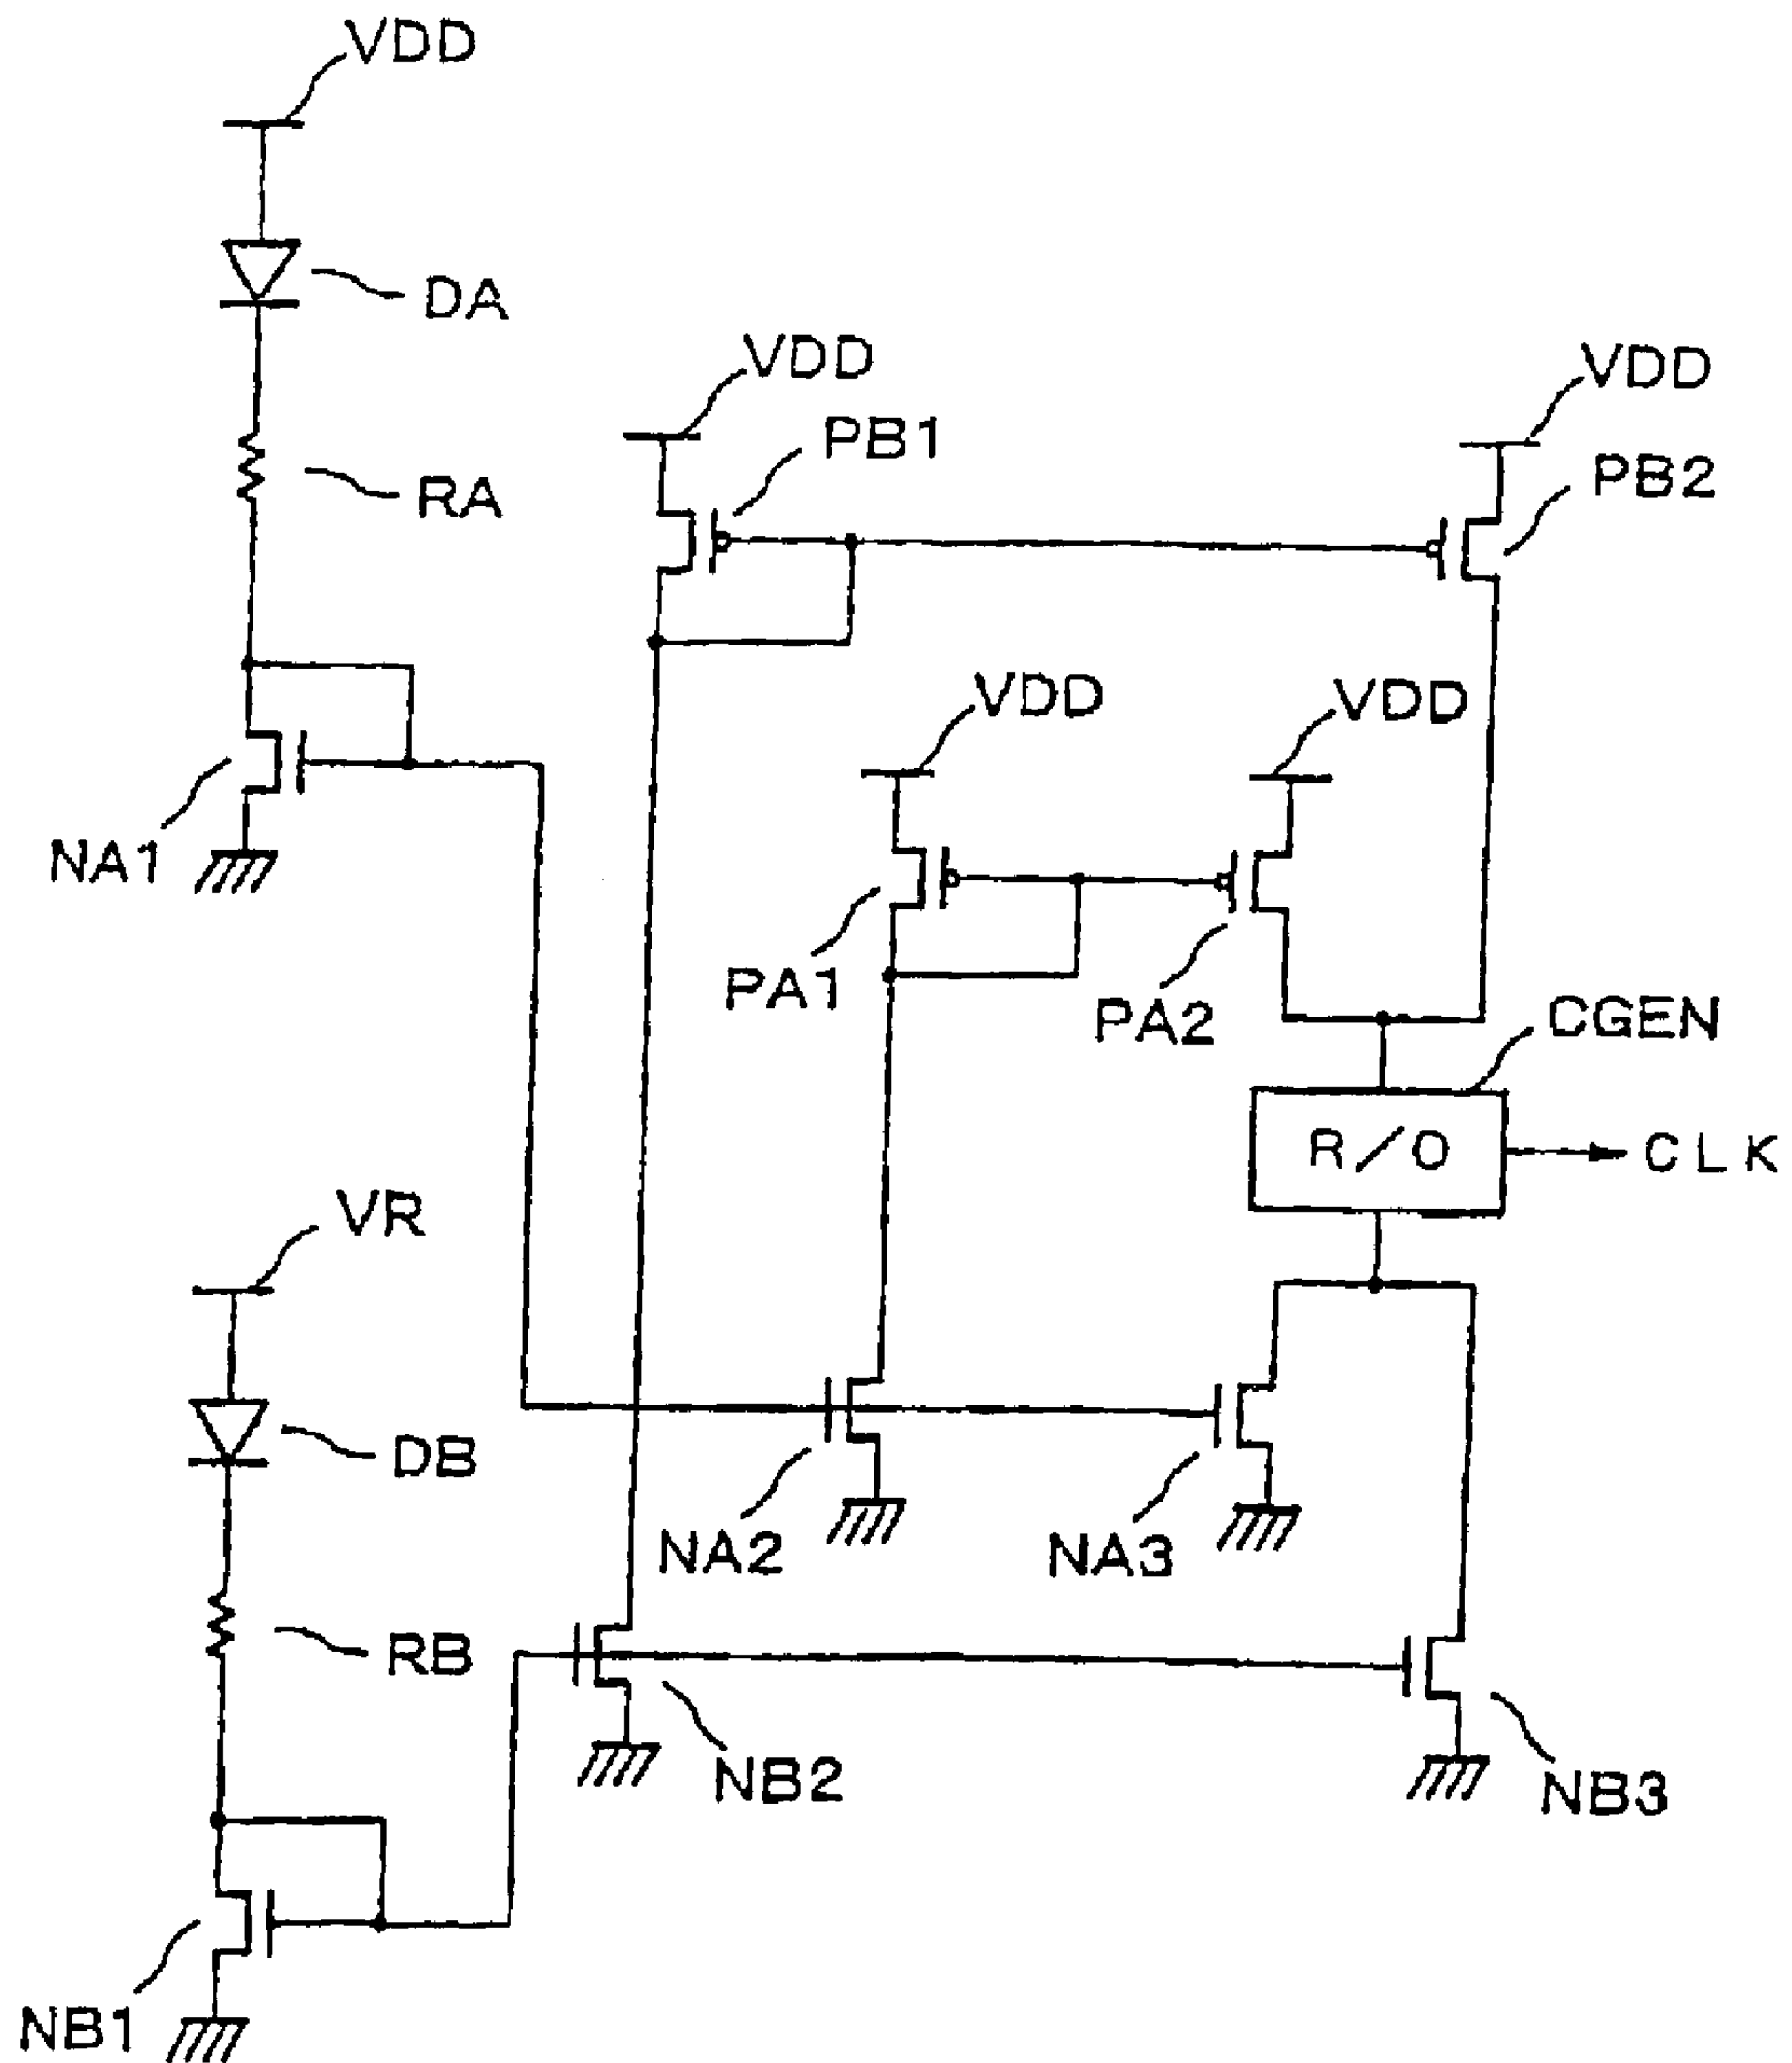 VDD
DA
VDD
VDD
PB1
PB2
RA
VDD
VDD
NA1
PA1
PA2
CGEN
R/O
CLK
VR
DB
NA2
NA3
RB
NB2
NB3
NB1